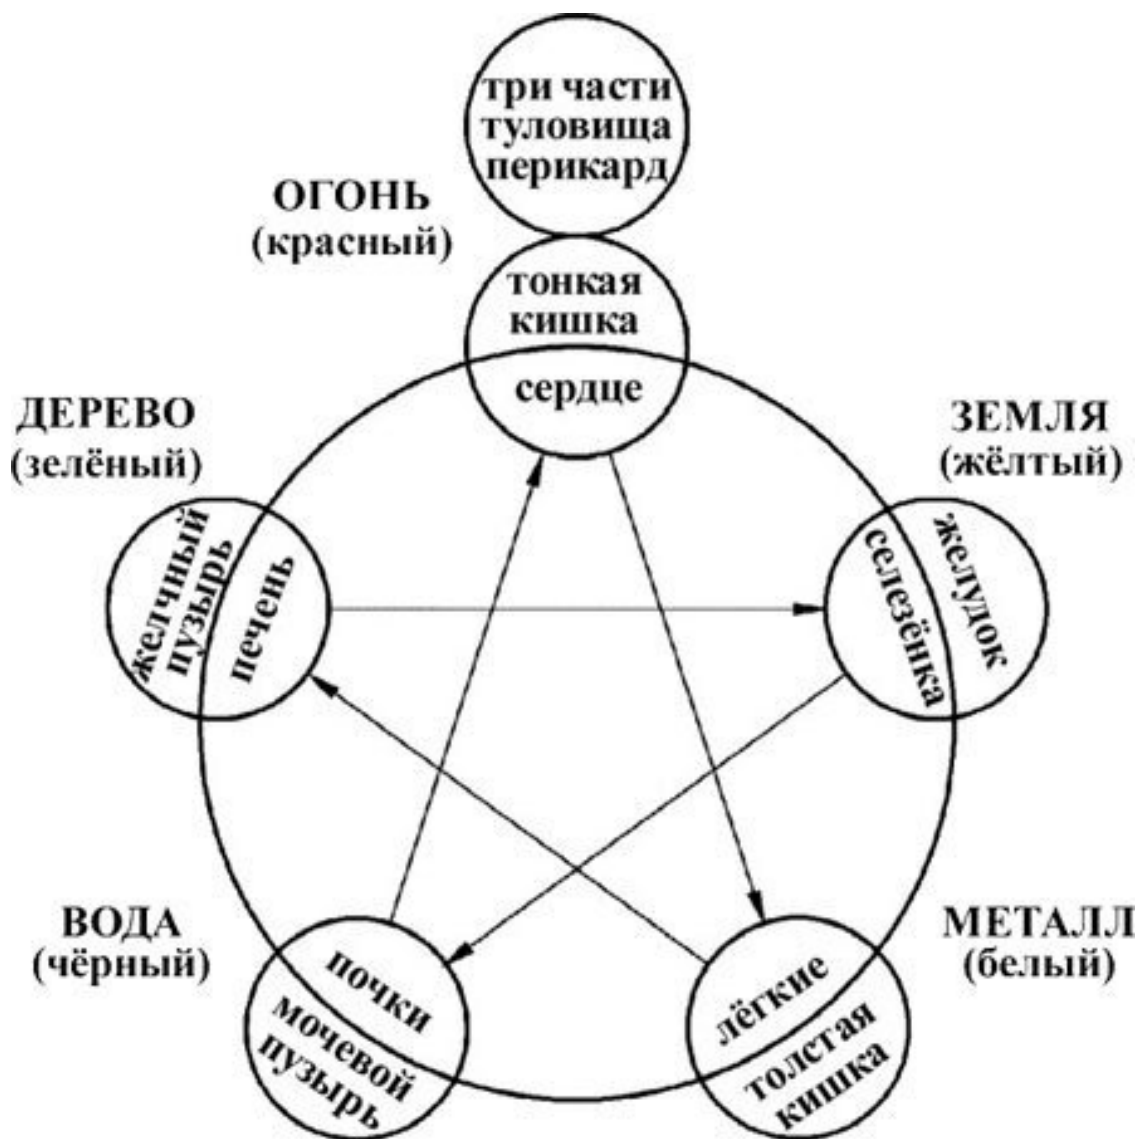 три части
туловища
перикард
ОГОНЬ
(красный)
тонкая
кишка
сердце
ДЕРЕВО
(зелёный)
ЗЕМЛЯ
(жёлтый)
желчный
пузырь
печень
селезёнка
желудок
ВОДА
(чёрный)
МЕТАЛЛ
(белый)
почки
мочевой
пузырь
лёгкие
толстая
кишка